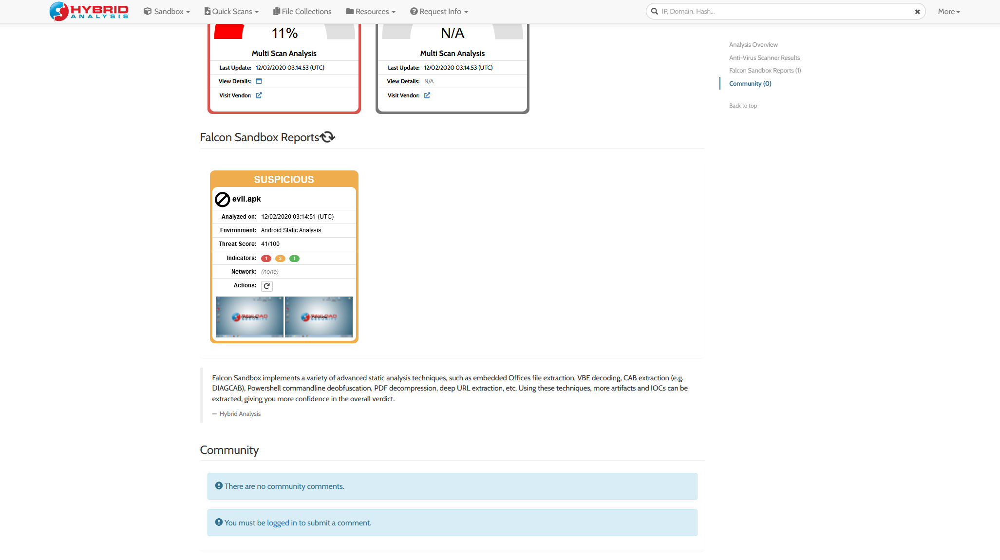 HYBRID
ANALYSIS
Sandbox
Quick Scans
File Collections
Resources
Request Info
IP, Domain, Hash...
More
11%
Multi Scan Analysis
Last Update: 12/02/2020 03:14:53 (UTC)
View Details:
Visit Vendor:
N/A
Multi Scan Analysis
Last Update: 12/02/2020 03:14:53 (UTC)
View Details: N/A
Visit Vendor:
Analysis Overview
Anti-Virus Scanner Results
Falcon Sandbox Reports (1)
Community (0)
Back to top
Falcon Sandbox Reports
SUSPICIOUS
evil.apk
Analyzed on: 12/02/2020 03:14:51 (UTC)
Environment: Android Static Analysis
Threat Score: 41/100
Indicators: 1 3 1
Network: (none)
Actions:
Unavailable
Unavailable
Falcon Sandbox implements a variety of advanced static analysis techniques, such as embedded Offices file extraction, VBE decoding, CAB extraction (e.g.
DIAGCAB), Powershell commandline deobfuscation, PDF decompression, deep URL extraction, etc. Using these techniques, more artifacts and IOCs can be
extracted, giving you more confidence in the overall verdict.
— Hybrid Analysis
Community
There are no community comments.
You must be logged in to submit a comment.